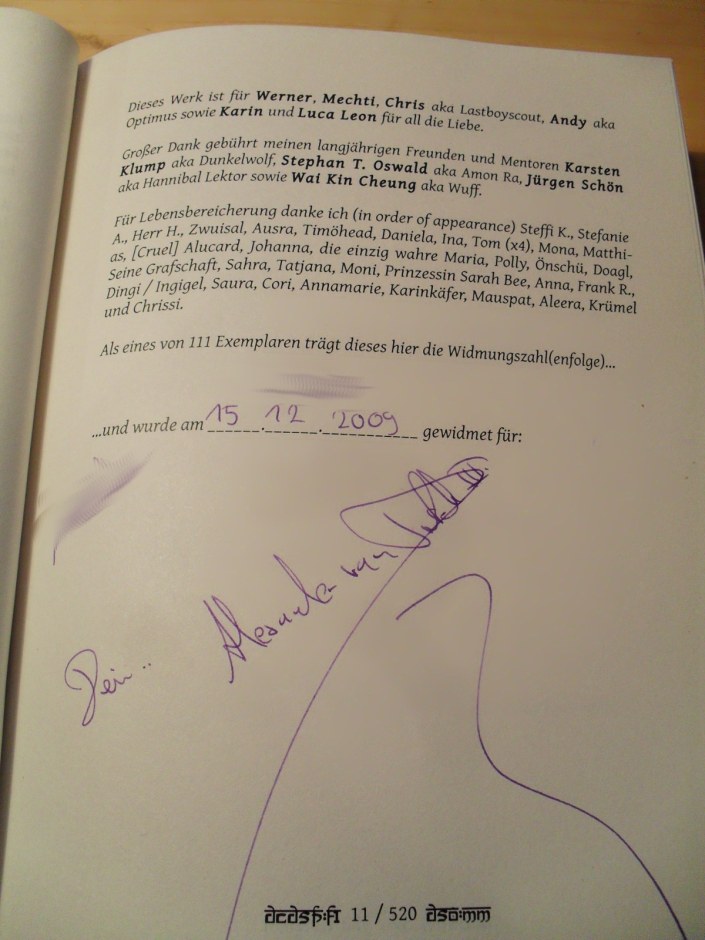 Dieses Werk ist für Werner, Mechti, Chris aka Lastboyscout, Andy aka
Optimus sowie Karin und Luca Leon für all die Liebe.
Großer Dank gebührt meinen langjährigen Freunden und Mentoren Karsten
Klump aka Dunkelwolf, Stephan T. Oswald aka Amon Ra, Jürgen Schön
aka Hannibal Lektor sowie Wai Kin Cheung aka Wuff.
Für Lebensbereicherung danke ich (in order of appearance) Steffi K., Stefanie
A., Herr H., Zwuisal, Ausra, Timöhead, Daniela, Ina, Tom (x4), Mona, Matthi-
as, [Cruel] Alucard, Johanna, die einzig wahre Maria, Polly, Önschü, Doagl,
Seine Grafschaft, Sahra, Tatjana, Moni, Prinzessin Sarah Bee, Anna, Frank R.,
Dingi / Ingigel, Saura, Cori, Annamarie, Karinkäfer, Mauspat, Aleera, Krümel
und Chrissi.
Als eines von 111 Exemplaren trägt dieses hier die Widmungszahl(enfolge)...
...und wurde am 15.12.2009 gewidmet für:
Alexander van
Dein...
11 / 520